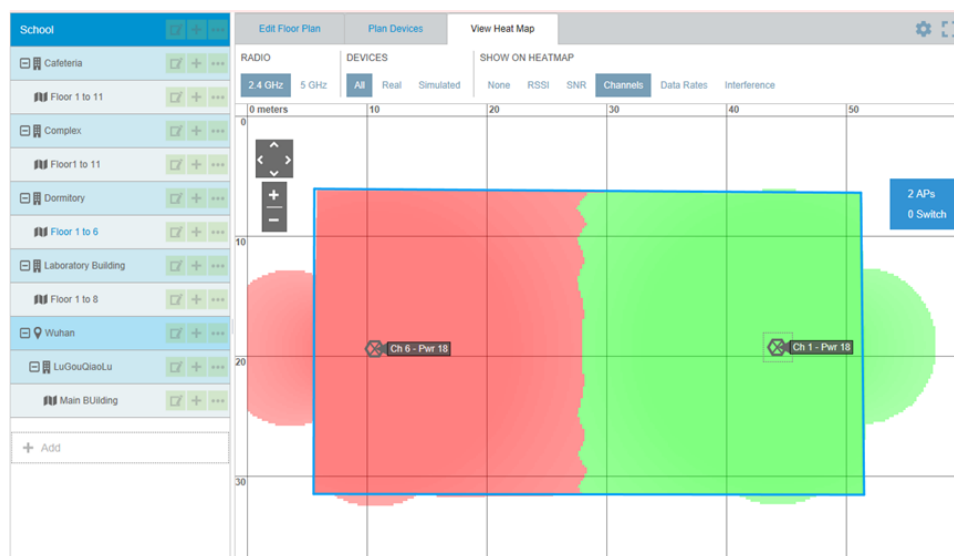 School
Cafeteria
Floor 1 to 11
Complex
Floor1 to 11
Dormitory
Floor 1 to 6
Laboratory Building
Floor 1 to 8
Wuhan
LuGouQiaoLu
Main BUilding
Add
Edit Floor Plan Plan Devices View Heat Map
RADIO DEVICES SHOW ON HEATMAP
2.4 GHz 5 GHz All Real Simulated None RSSI SNR Channels Data Rates Interference
0 meters 10 20 30 40 50
0
10
20
30
2 APs
0 Switch
Ch 6 - Pwr 18
Ch 1 - Pwr 18